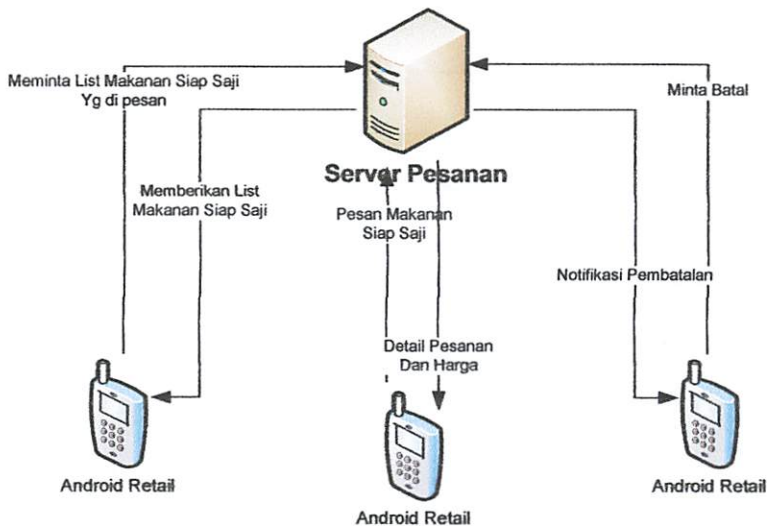 Meminta List Makanan Siap Saji
Yg di pesan
Minta Batal
Server Pesanan
Memberikan List
Makanan Siap Saji
Pesan Makanan
Siap Saji
Notifikasi Pembatalan
Detail Pesanan
Dan Harga
Android Retail
Android Retail
Android Retail